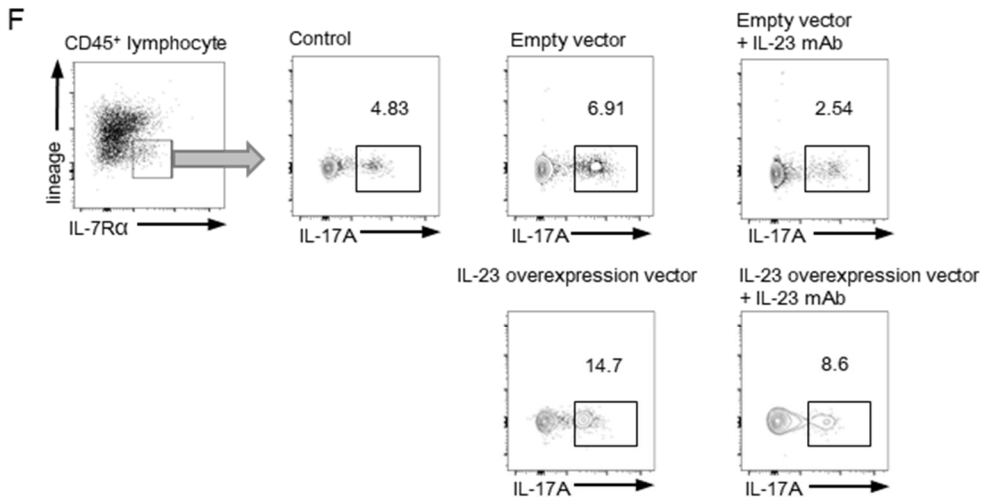 F
CD45+ lymphocyte
lineage
IL-7Rα
Control
4.83
IL-17A
Empty vector
6.91
IL-17A
Empty vector
+ IL-23 mAb
2.54
IL-17A
IL-23 overexpression vector
14.7
IL-17A
IL-23 overexpression vector
+ IL-23 mAb
8.6
IL-17A